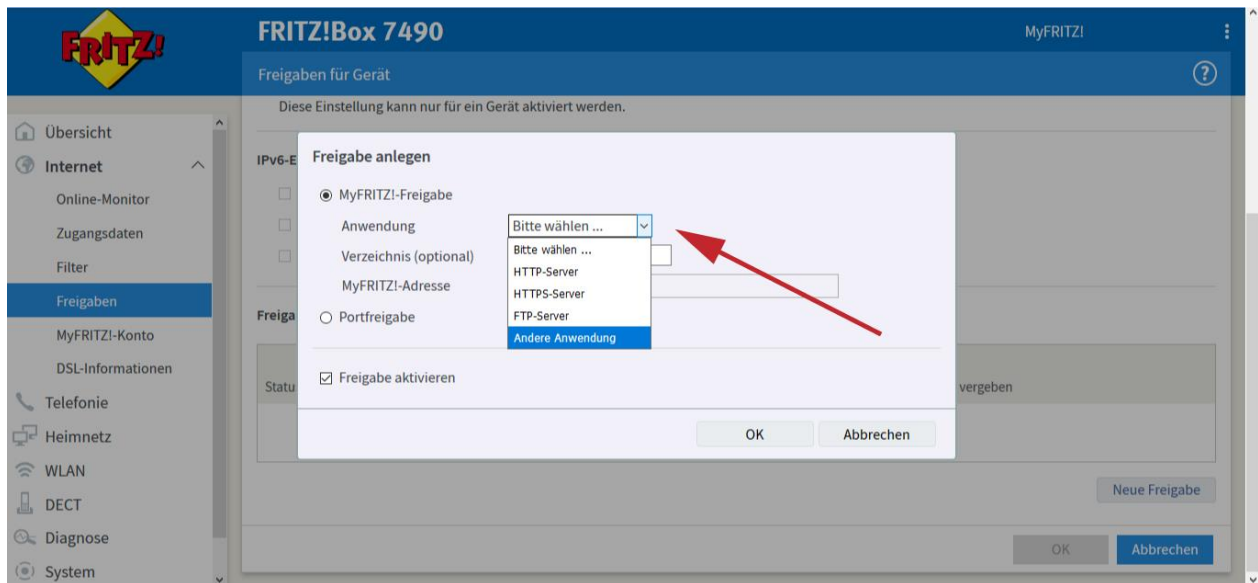 FRITZ!
FRITZ!Box 7490
MyFRITZ!
Freigaben für Gerät
?
Diese Einstellung kann nur für ein Gerät aktiviert werden.
Übersicht
Internet
Online-Monitor
Zugangsdaten
Filter
Freigaben
MyFRITZ!-Konto
DSL-Informationen
Telefonie
Heimnetz
WLAN
DECT
Diagnose
System
IPv6-E
Freigabe anlegen
MyFRITZ!-Freigabe
Anwendung
Bitte wählen ...
Verzeichnis (optional)
MyFRITZ!-Adresse
Bitte wählen ...
HTTP-Server
HTTPS-Server
FTP-Server
Andere Anwendung
Freiga
Portfreigabe
Statu
Freigabe aktivieren
vergeben
OK
Abbrechen
Neue Freigabe
OK
Abbrechen